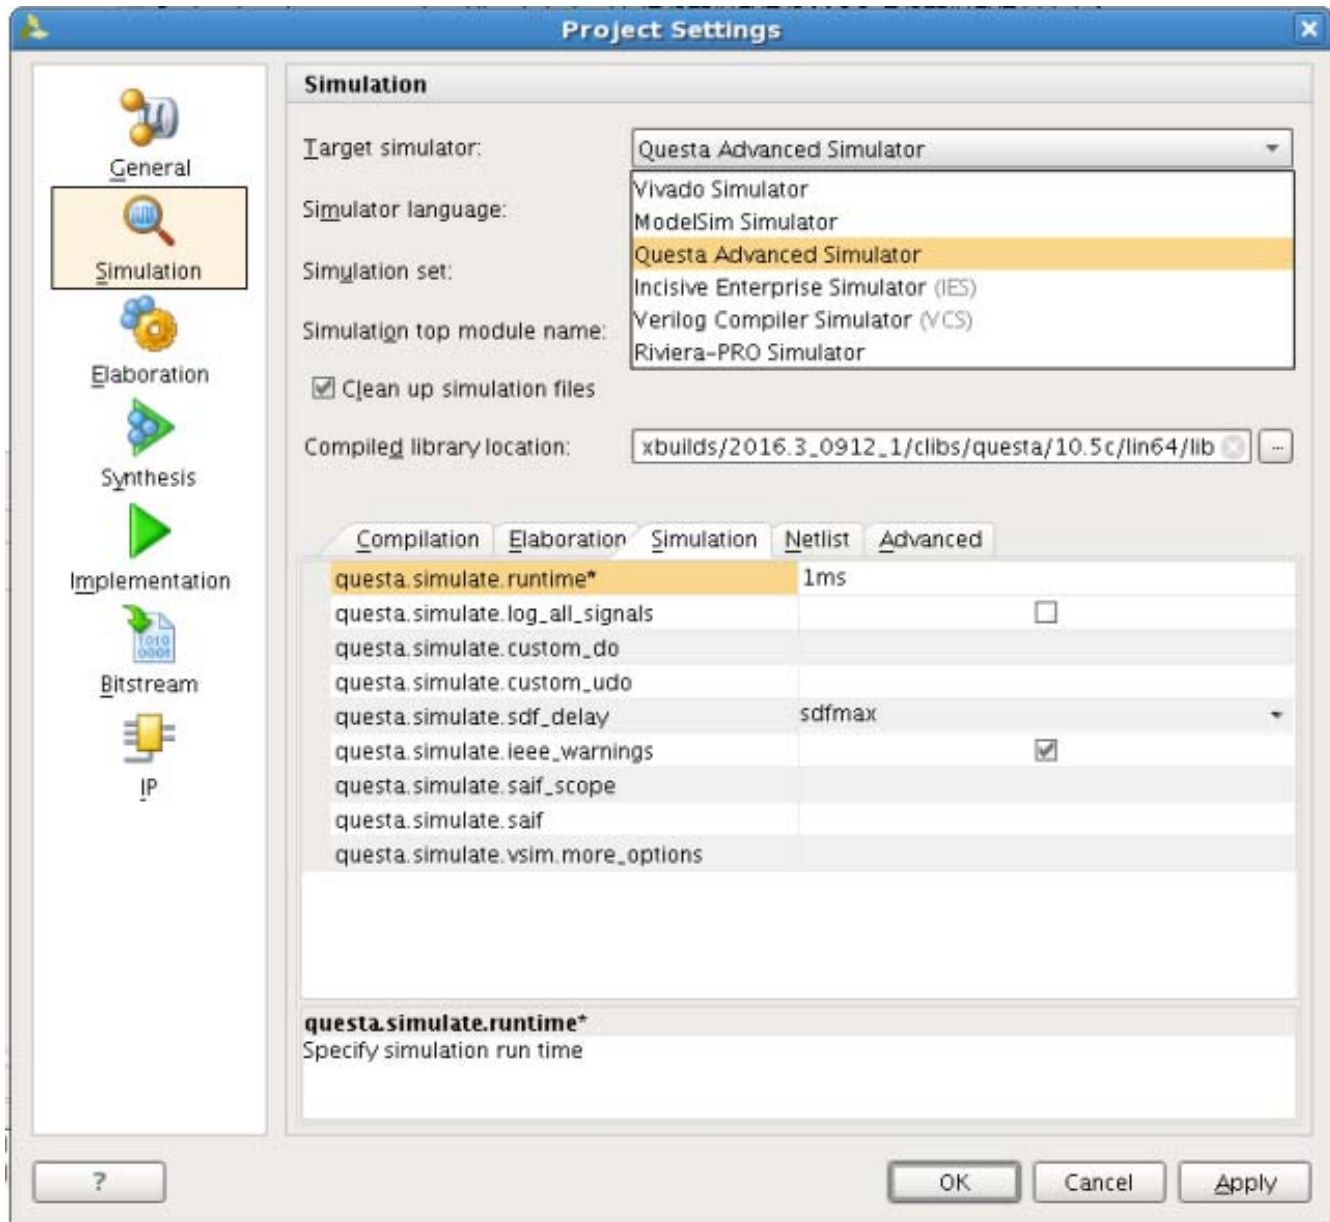 Project Settings
General
Simulation
Elaboration
Synthesis
Implementation
Bitstream
IP
Simulation
Target simulator: Questa Advanced Simulator
Vivado Simulator
Simulator language:
ModelSim Simulator
Questa Advanced Simulator
Simulation set:
Incisive Enterprise Simulator (IES)
Verilog Compiler Simulator (VCS)
Simulation top module name:
Riviera-PRO Simulator
Clean up simulation files
Compiled library location: xbuilds/2016.3_0912_1/clibs/questa/10.5c/lin64/lib ...
Compilation Elaboration Simulation Netlist Advanced
questa.simulate.runtime* 1ms
questa.simulate.log_all_signals
questa.simulate.custom_do
questa.simulate.custom_udo
questa.simulate.sdf_delay sdfmax
questa.simulate.ieee_warnings
questa.simulate.saif_scope
questa.simulate.saif
questa.simulate.vsim.more_options
questa.simulate.runtime*
Specify simulation run time
? OK Cancel Apply